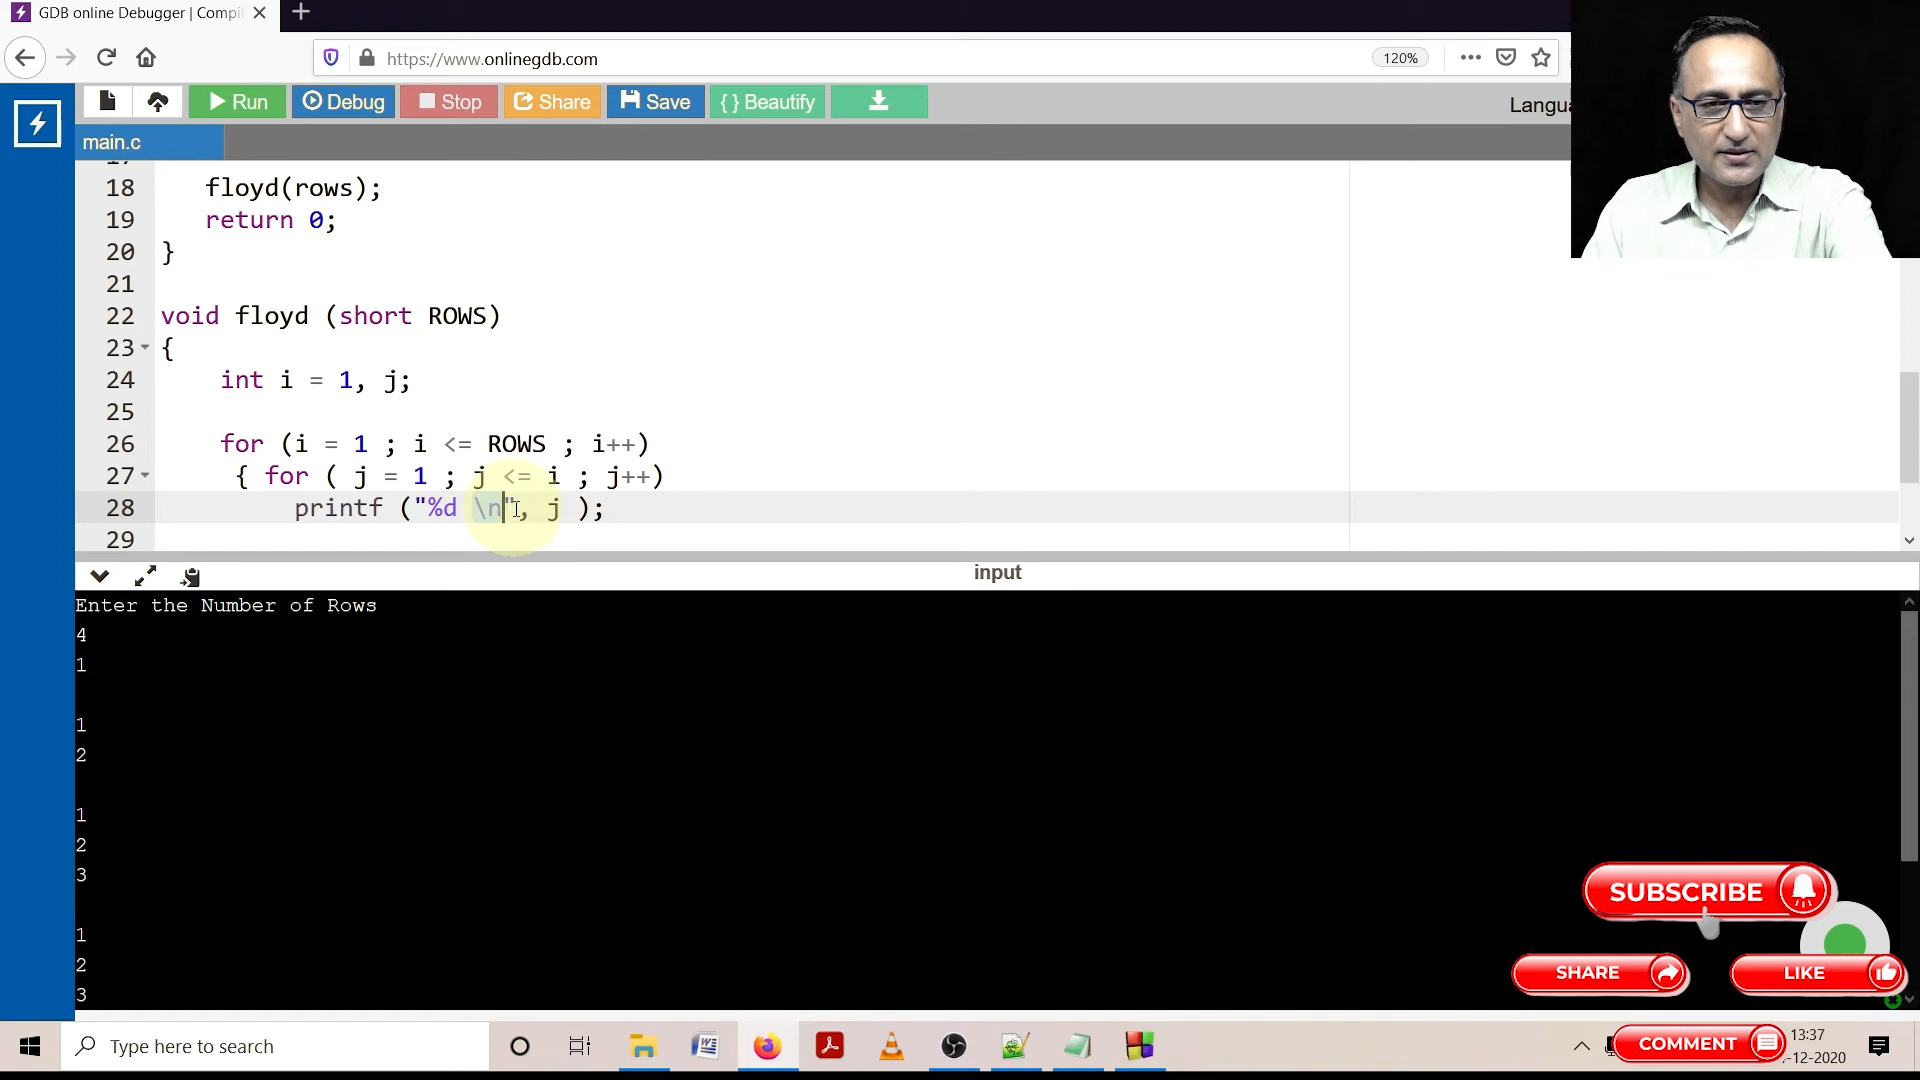 GDB online Debugger | Compil
https://www.onlinegdb.com
120%
Run Debug Stop Share Save { } Beautify
Langua
main.c
17
18 floyd(rows);
19 return 0;
20 }
21
22 void floyd (short ROWS)
23 {
24 int i = 1, j;
25
26 for (i = 1 ; i <= ROWS ; i++)
27 { for ( j = 1 ; j <= i ; j++)
28 printf ("%d \n", j );
29
input
Enter the Number of Rows
4
1
1
2
1
2
3
1
2
3
SUBSCRIBE
SHARE
LIKE
Type here to search
COMMENT
13:37
-12-2020